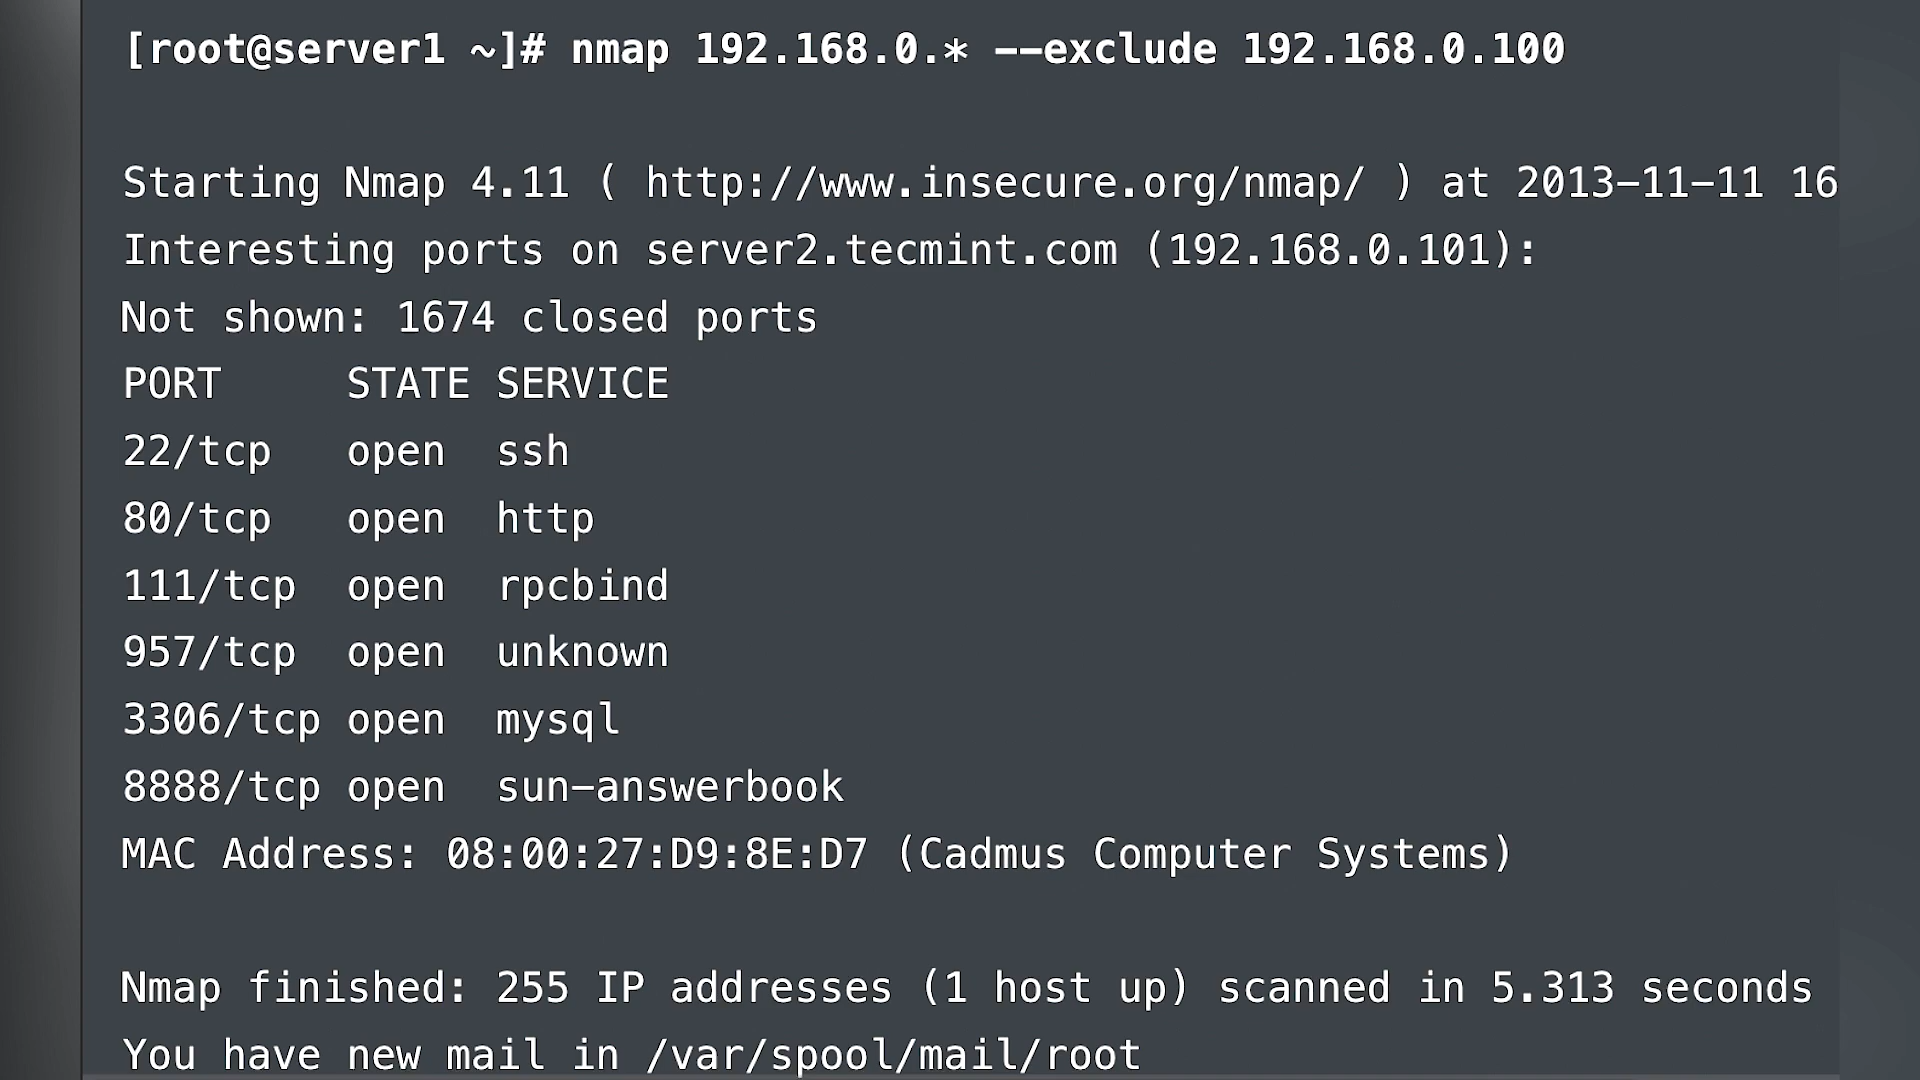 [root@server1 ~]# nmap 192.168.0.* --exclude 192.168.0.100
Starting Nmap 4.11 ( http://www.insecure.org/nmap/ ) at 2013-11-11 16
Interesting ports on server2.tecmint.com (192.168.0.101):
Not shown: 1674 closed ports
PORT     STATE SERVICE
22/tcp   open  ssh
80/tcp   open  http
111/tcp  open  rpcbind
957/tcp  open  unknown
3306/tcp open  mysql
8888/tcp open  sun-answerbook
MAC Address: 08:00:27:D9:8E:D7 (Cadmus Computer Systems)
Nmap finished: 255 IP addresses (1 host up) scanned in 5.313 seconds
You have new mail in /var/spool/mail/root